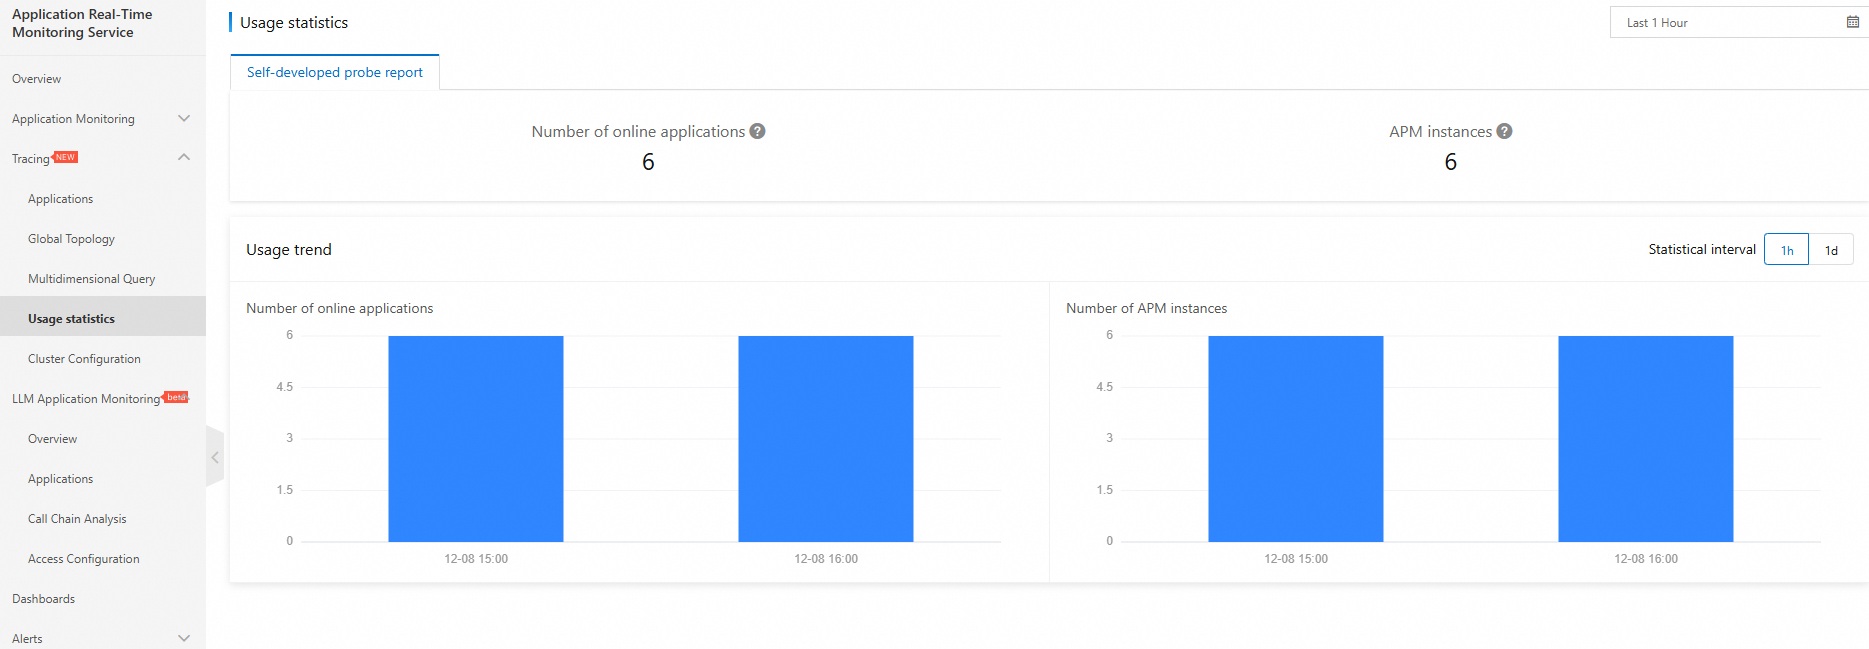 Application Real-Time
Monitoring Service
Overview
Application Monitoring
Tracing NEW
Applications
Global Topology
Multidimensional Query
Usage statistics
Cluster Configuration
LLM Application Monitoring beta
Overview
Applications
Call Chain Analysis
Access Configuration
Dashboards
Alerts
Usage statistics
Last 1 Hour
Self-developed probe report
Number of online applications ?
6
APM instances ?
6
Usage trend
Statistical interval 1h 1d
Number of online applications
6
4.5
3
1.5
0
12-08 15:00 12-08 16:00
Number of APM instances
6
4.5
3
1.5
0
12-08 15:00 12-08 16:00